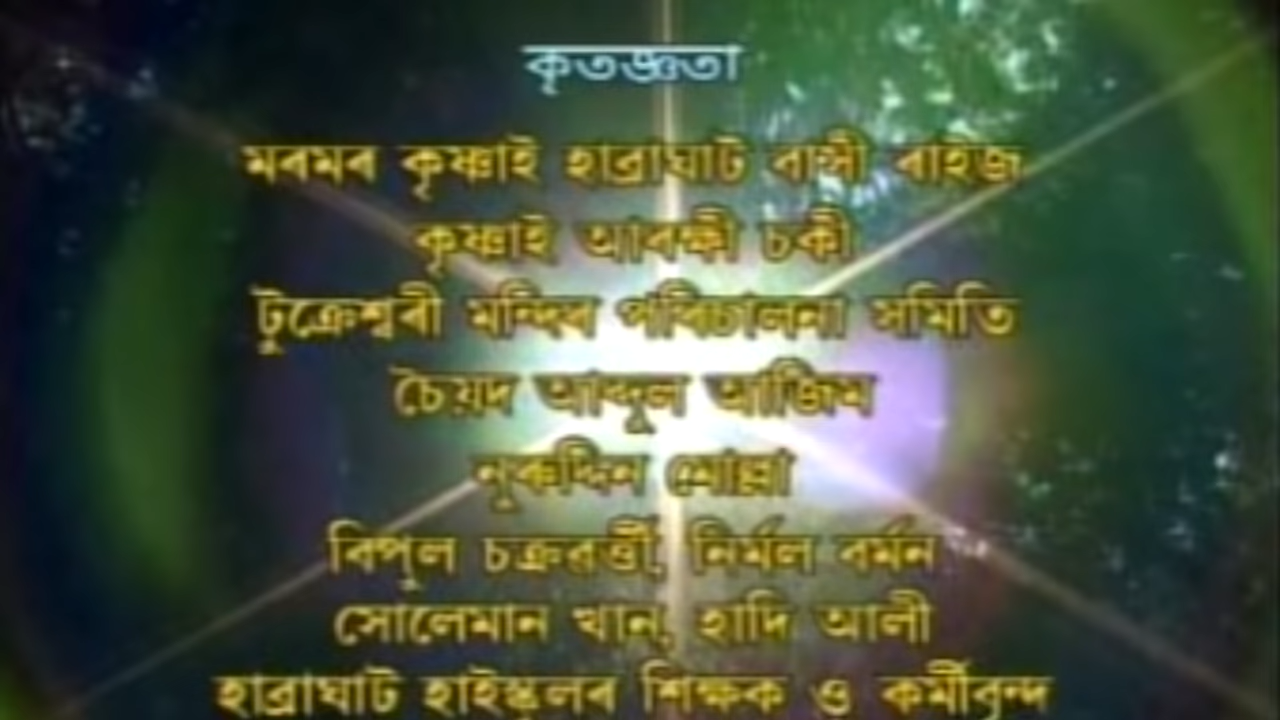 কৃতজ্ঞতা
মৰমৰ কৃষ্ণাই হাব্ৰাঘাট বাসী ৰাইজ
কৃষ্ণাই আৰক্ষী চকী
টুক্ৰেশ্বৰী মন্দিৰ পৰিচালনা সমিতি
চৈয়দ আব্দুল আজিম
নুৰুদ্দিন মোল্লা
বিপুল চক্ৰৱৰ্ত্তী, নিৰ্মল বৰ্মন
সোলেমান খান, হাদি আলী
হাব্ৰাঘাট হাইস্কুলৰ শিক্ষক ও কৰ্মীবৃন্দ